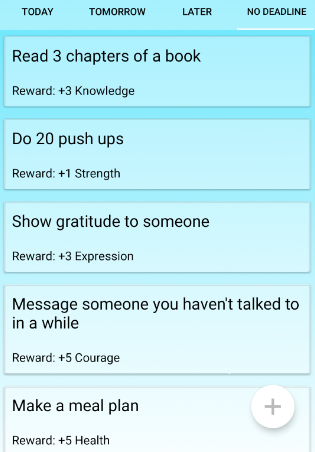 TODAY TOMORROW LATER NO DEADLINE
Read 3 chapters of a book
Reward: +3 Knowledge
Do 20 push ups
Reward: +1 Strength
Show gratitude to someone
Reward: +3 Expression
Message someone you haven't talked to
in a while
Reward: +5 Courage
Make a meal plan
Reward: +5 Health